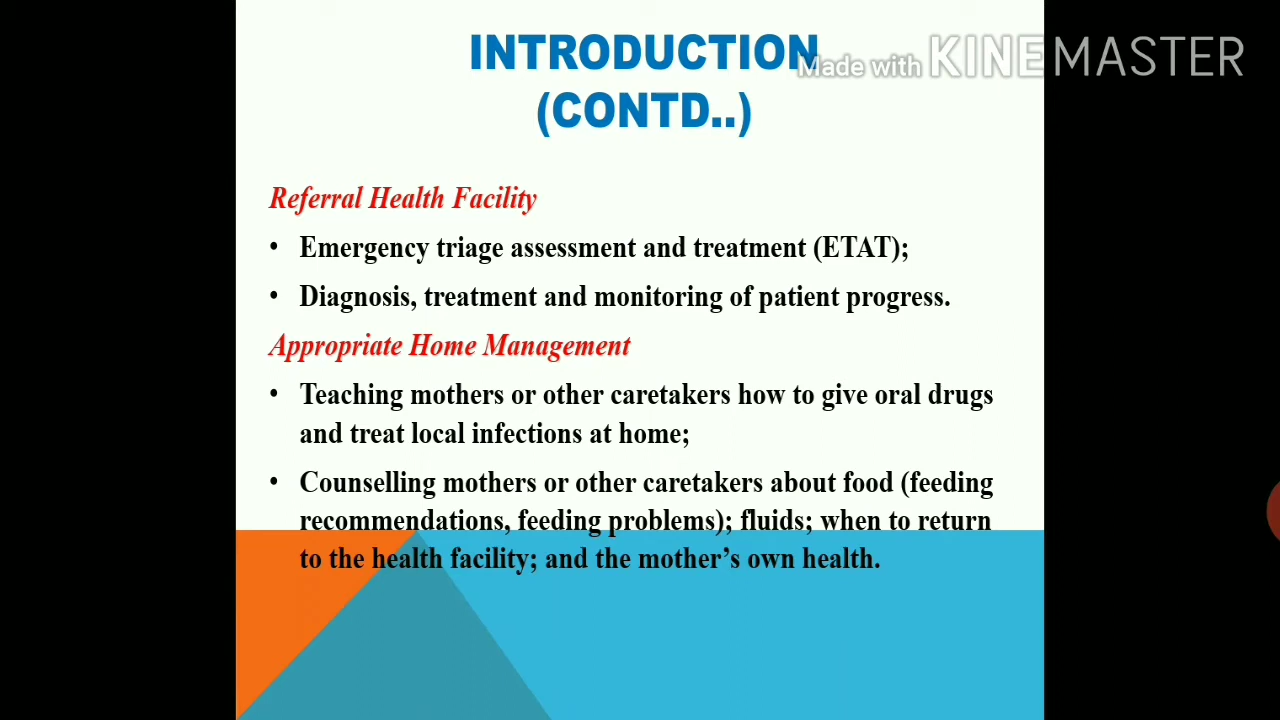 INTRODUCTION
Made with KINEMASTER
(CONTD..)
Referral Health Facility
• Emergency triage assessment and treatment (ETAT);
• Diagnosis, treatment and monitoring of patient progress.
Appropriate Home Management
• Teaching mothers or other caretakers how to give oral drugs
and treat local infections at home;
• Counselling mothers or other caretakers about food (feeding
recommendations, feeding problems); fluids; when to return
to the health facility; and the mother’s own health.